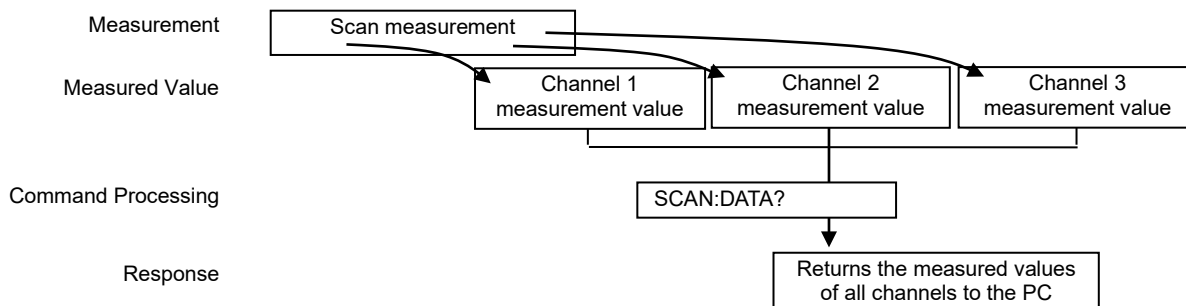 Measurement
Scan measurement
Measured Value
Channel 1
measurement value
Channel 2
measurement value
Channel 3
measurement value
Command Processing
SCAN:DATA?
Response
Returns the measured values
of all channels to the PC